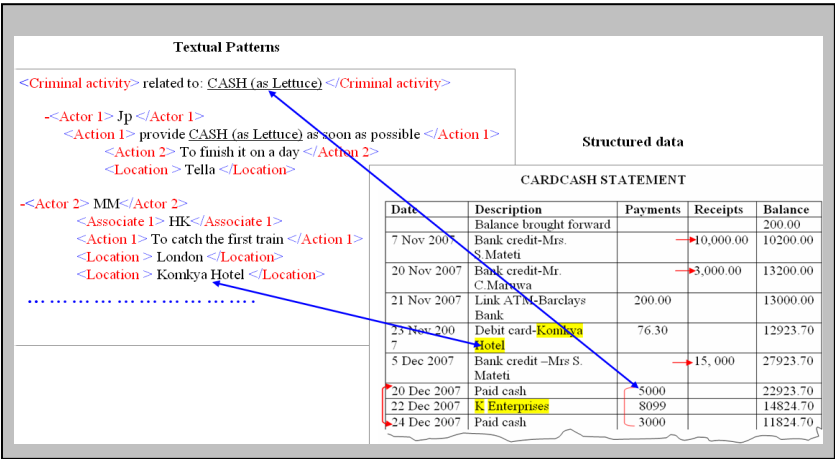 Textual Patterns
<Criminal activity> related to: CASH (as Lettuce) </Criminal activity>
-<Actor 1> Jp </Actor 1>
<Action 1> provide CASH (as Lettuce) as soon as possible </Action 1>
<Action 2> To finish it on a day </Action 2>
<Location > Tella </Location>
-<Actor 2> MM</Actor 2>
<Associate 1> HK</Associate 1>
<Action 1> To catch the first train </Action 1>
<Location > London </Location>
<Location > Komkya Hotel </Location>
... ... ... ... ... ... ... ...
Structured data
CARDCASH STATEMENT
Date Description Payments Receipts Balance
Balance brought forward 200.00
7 Nov 2007 Bank credit-Mrs. 10,000.00 10200.00
S.Mateti
20 Nov 2007 Bank credit-Mr. 3,000.00 13200.00
C.Maruwa
21 Nov 2007 Link ATM-Barclays 200.00 13000.00
Bank
23 Nov 200 Debit card-Komkya 76.30 12923.70
7 Hotel
5 Dec 2007 Bank credit –Mrs S. 15, 000 27923.70
Mateti
20 Dec 2007 Paid cash 5000 22923.70
22 Dec 2007 K Enterprises 8099 14824.70
24 Dec 2007 Paid cash 3000 11824.70